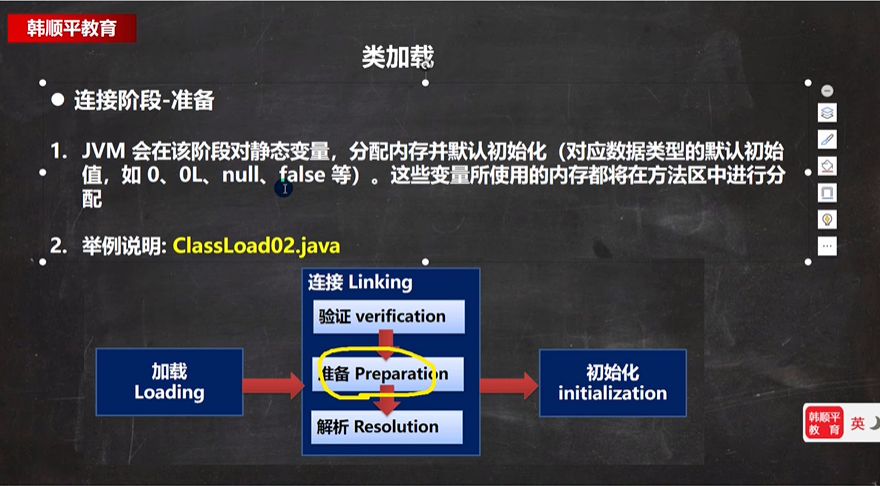 韩顺平教育
类加载
● 连接阶段-准备
1. JVM 会在该阶段对静态变量，分配内存并默认初始化（对应数据类型的默认初始
值，如 0、0L、null、false 等）。这些变量所使用的内存都将在方法区中进行分
配
2. 举例说明: ClassLoad02.java
连接 Linking
验证 verification
加载
Loading
准备 Preparation
初始化
initialization
解析 Resolution
韩顺平
教 育
英